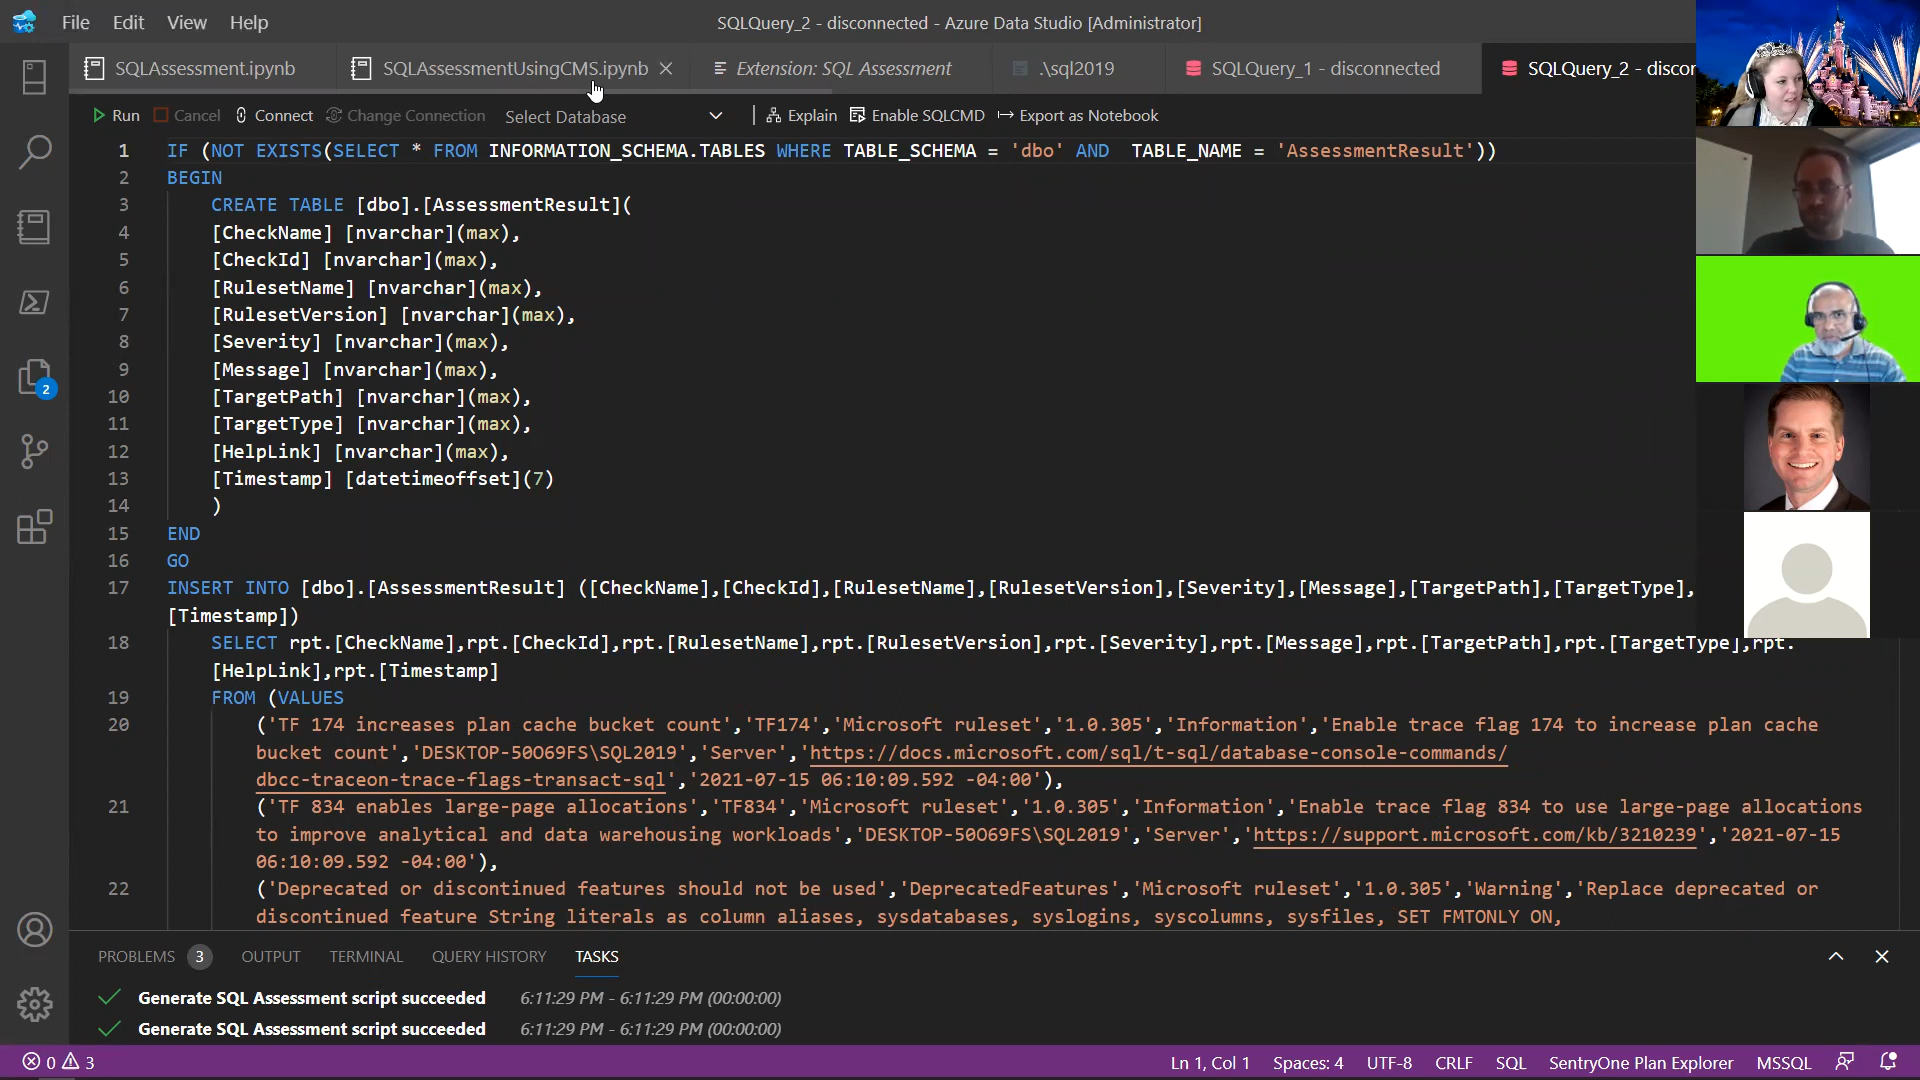 File Edit View Help
SQLQuery_2 - disconnected - Azure Data Studio [Administrator]
SQLAssessment.ipynb
SQLAssessmentUsingCMS.ipynb
Extension: SQL Assessment
.\sql2019
SQLQuery_1 - disconnected
SQLQuery_2 - discor
Run Cancel Connect Change Connection Select Database Explain Enable SQLCMD Export as Notebook
1 IF (NOT EXISTS(SELECT * FROM INFORMATION_SCHEMA.TABLES WHERE TABLE_SCHEMA = 'dbo' AND  TABLE_NAME = 'AssessmentResult'))
2 BEGIN
3 CREATE TABLE [dbo].[AssessmentResult](
4 [CheckName] [nvarchar](max),
5 [CheckId] [nvarchar](max),
6 [RulesetName] [nvarchar](max),
7 [RulesetVersion] [nvarchar](max),
8 [Severity] [nvarchar](max),
9 [Message] [nvarchar](max),
10 [TargetPath] [nvarchar](max),
11 [TargetType] [nvarchar](max),
12 [HelpLink] [nvarchar](max),
13 [Timestamp] [datetimeoffset](7)
14 )
15 END
16 GO
17 INSERT INTO [dbo].[AssessmentResult] ([CheckName],[CheckId],[RulesetName],[RulesetVersion],[Severity],[Message],[TargetPath],[TargetType],
[Timestamp])
18 SELECT rpt.[CheckName],rpt.[CheckId],rpt.[RulesetName],rpt.[RulesetVersion],rpt.[Severity],rpt.[Message],rpt.[TargetPath],rpt.[TargetType],rpt.
[HelpLink],rpt.[Timestamp]
19 FROM (VALUES
20 ('TF 174 increases plan cache bucket count','TF174','Microsoft ruleset','1.0.305','Information','Enable trace flag 174 to increase plan cache
bucket count','DESKTOP-50O69FS\SQL2019','Server','https://docs.microsoft.com/sql/t-sql/database-console-commands/
dbcc-traceon-trace-flags-transact-sql','2021-07-15 06:10:09.592 -04:00'),
21 ('TF 834 enables large-page allocations','TF834','Microsoft ruleset','1.0.305','Information','Enable trace flag 834 to use large-page allocations
to improve analytical and data warehousing workloads','DESKTOP-50O69FS\SQL2019','Server','https://support.microsoft.com/kb/3210239','2021-07-15
06:10:09.592 -04:00'),
22 ('Deprecated or discontinued features should not be used','DeprecatedFeatures','Microsoft ruleset','1.0.305','Warning','Replace deprecated or
discontinued feature String literals as column aliases, sysdatabases, syslogins, syscolumns, sysfiles, SET FMTONLY ON,
PROBLEMS 3 OUTPUT TERMINAL QUERY HISTORY TASKS
Generate SQL Assessment script succeeded 6:11:29 PM - 6:11:29 PM (00:00:00)
Generate SQL Assessment script succeeded 6:11:29 PM - 6:11:29 PM (00:00:00)
0 3 Ln 1, Col 1 Spaces: 4 UTF-8 CRLF SQL SentryOne Plan Explorer MSSQL
2